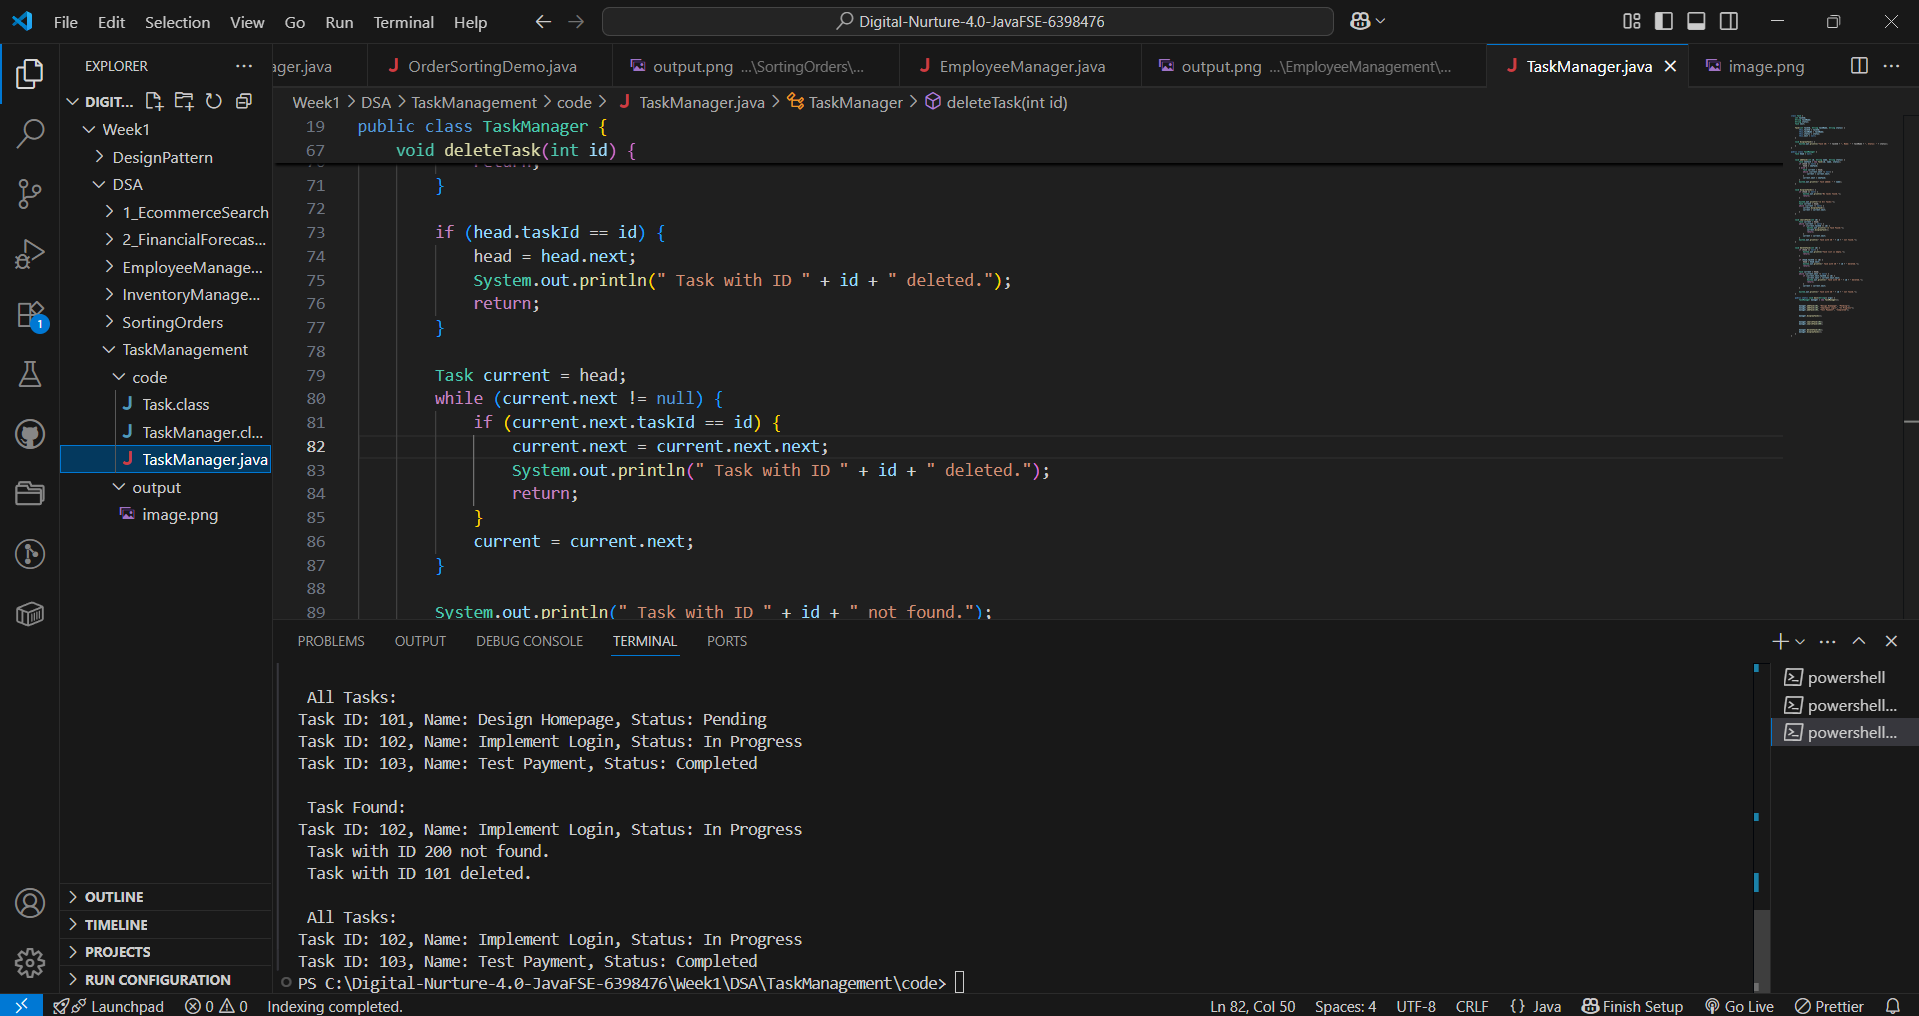 File Edit Selection View Go Run Terminal Help
Digital-Nurture-4.0-JavaFSE-6398476
EXPLORER
ager.java
OrderSortingDemo.java
output.png ...\SortingOrders\...
EmployeeManager.java
output.png ...\EmployeeManagement\...
TaskManager.java
image.png
DIGIT...
Week1
DesignPattern
DSA
1_EcommerceSearch
2_FinancialForecas...
EmployeeManage...
InventoryManage...
SortingOrders
TaskManagement
code
Task.class
TaskManager.cl...
TaskManager.java
output
image.png
OUTLINE
TIMELINE
PROJECTS
RUN CONFIGURATION
1
Week1 > DSA > TaskManagement > code > TaskManager.java > TaskManager > deleteTask(int id)
19 public class TaskManager {
67 void deleteTask(int id) {
71 }
72
73 if (head.taskId == id) {
74 head = head.next;
75 System.out.println(" Task with ID " + id + " deleted.");
76 return;
77 }
78
79 Task current = head;
80 while (current.next != null) {
81 if (current.next.taskId == id) {
82 current.next = current.next.next;
83 System.out.println(" Task with ID " + id + " deleted.");
84 return;
85 }
86 current = current.next;
87 }
88
89 System.out.println(" Task with ID " + id + " not found.");
PROBLEMS OUTPUT DEBUG CONSOLE TERMINAL PORTS
All Tasks:
Task ID: 101, Name: Design Homepage, Status: Pending
Task ID: 102, Name: Implement Login, Status: In Progress
Task ID: 103, Name: Test Payment, Status: Completed
Task Found:
Task ID: 102, Name: Implement Login, Status: In Progress
Task with ID 200 not found.
Task with ID 101 deleted.
All Tasks:
Task ID: 102, Name: Implement Login, Status: In Progress
Task ID: 103, Name: Test Payment, Status: Completed
PS C:\Digital-Nurture-4.0-JavaFSE-6398476\Week1\DSA\TaskManagement\code>
powershell
powershell...
powershell...
Launchpad 0 0 Indexing completed.
Ln 82, Col 50 Spaces: 4 UTF-8 CRLF {} Java Finish Setup Go Live Prettier